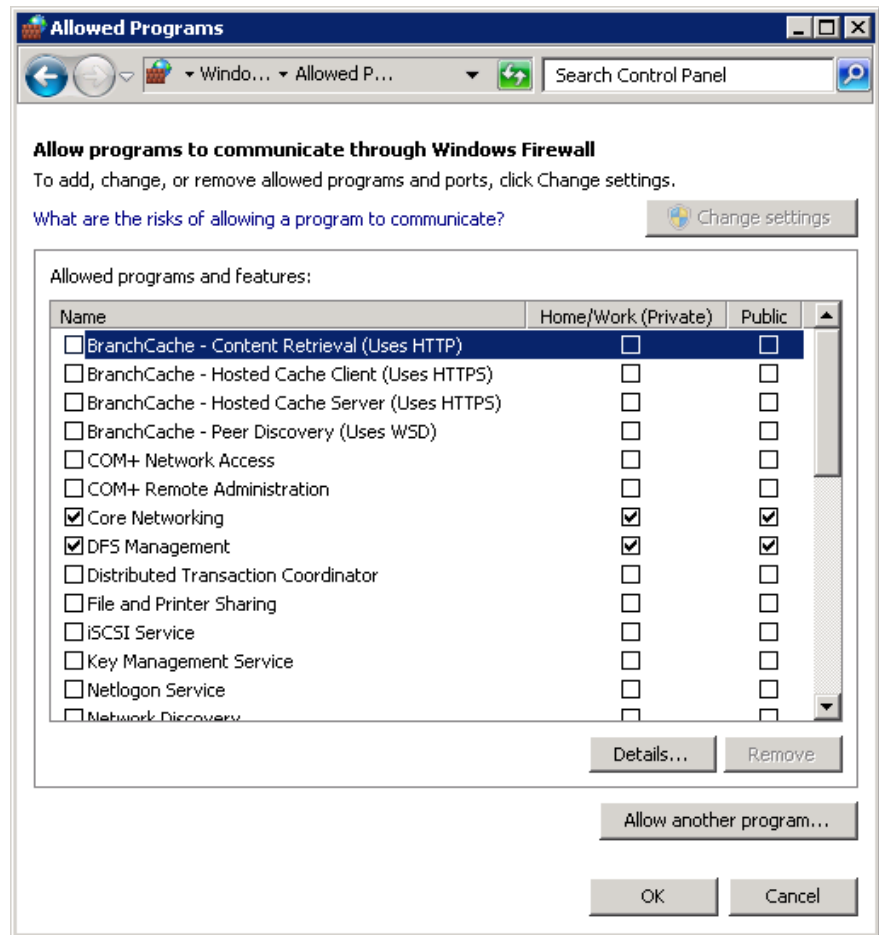 Allowed Programs
Windo... Allowed P... Search Control Panel
Allow programs to communicate through Windows Firewall
To add, change, or remove allowed programs and ports, click Change settings.
What are the risks of allowing a program to communicate? Change settings
Allowed programs and features:
Name Home/Work (Private) Public
BranchCache - Content Retrieval (Uses HTTP)
BranchCache - Hosted Cache Client (Uses HTTPS)
BranchCache - Hosted Cache Server (Uses HTTPS)
BranchCache - Peer Discovery (Uses WSD)
COM+ Network Access
COM+ Remote Administration
Core Networking
DFS Management
Distributed Transaction Coordinator
File and Printer Sharing
iSCSI Service
Key Management Service
Netlogon Service
Network Discovery
Details... Remove
Allow another program...
OK Cancel